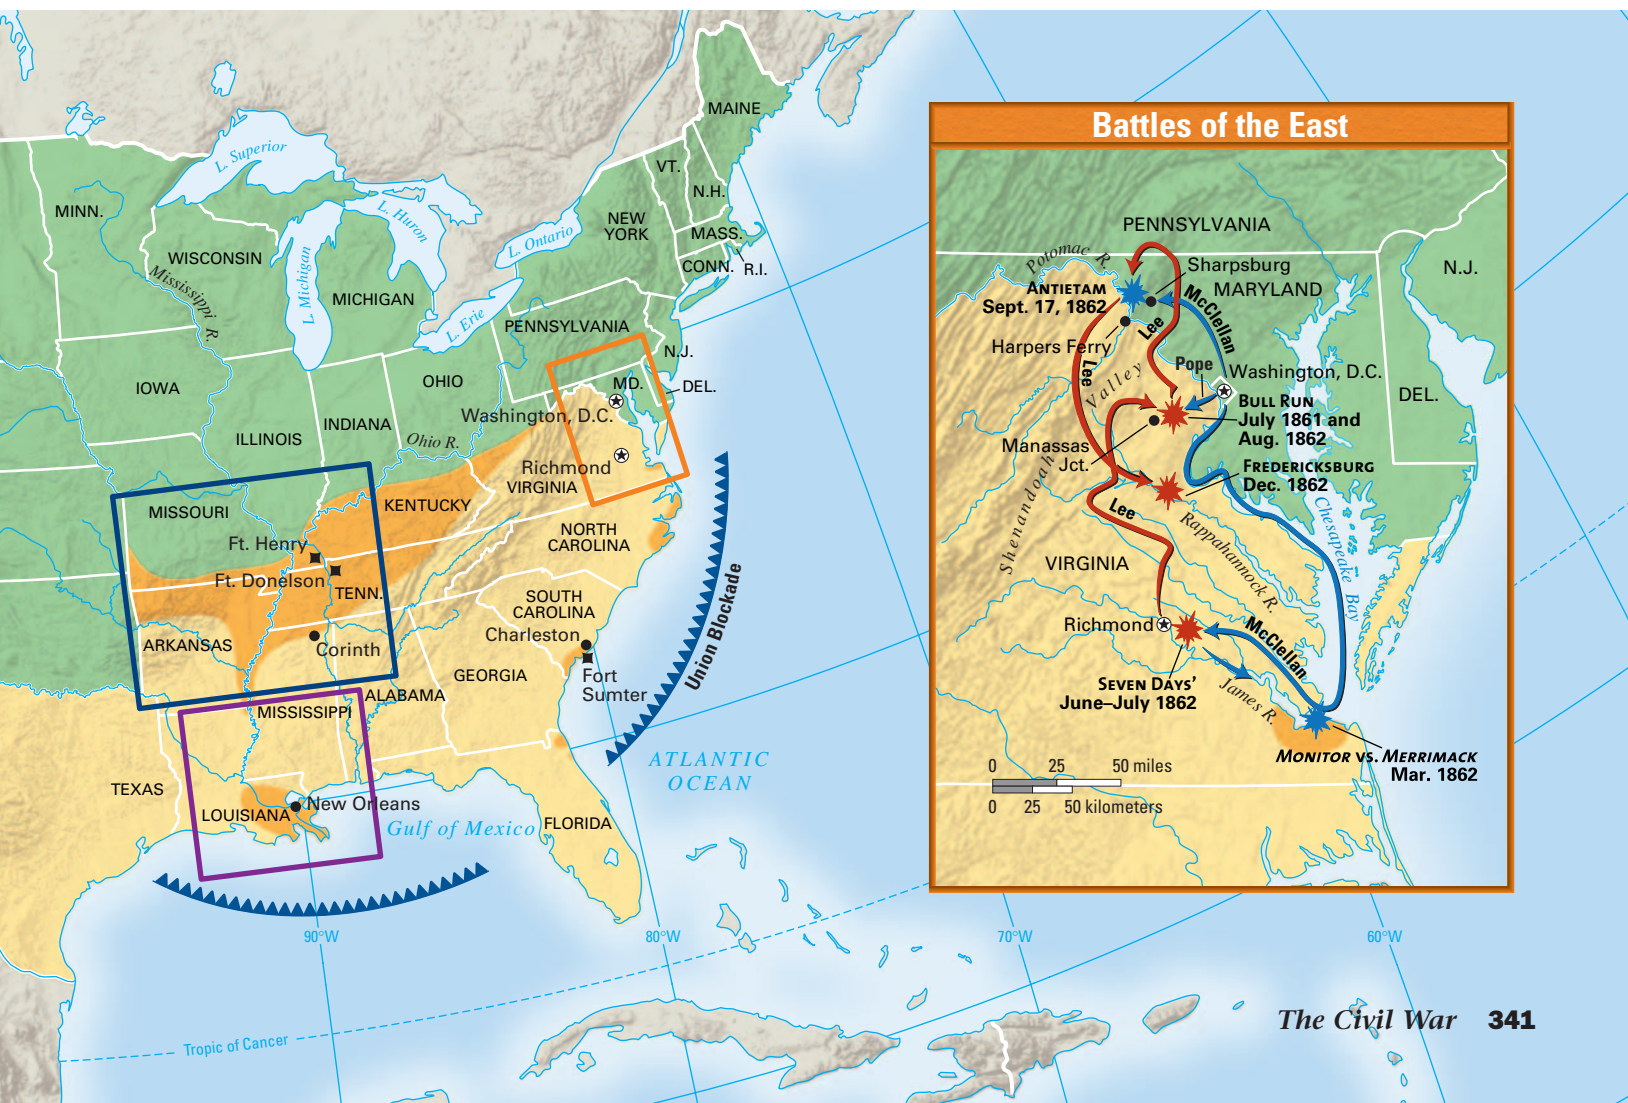 MAINE
VT.
N.H.
NEW
YORK
MASS.
CONN.
R.I.
L. Superior
L. Huron
L. Ontario
L. Michigan
L. Erie
MINN.
WISCONSIN
Mississippi R.
MICHIGAN
PENNSYLVANIA
N.J.
IOWA
OHIO
MD.
DEL.
Washington, D.C.
ILLINOIS
INDIANA
Ohio R.
Richmond
VIRGINIA
KENTUCKY
MISSOURI
NORTH
CAROLINA
Ft. Henry
Ft. Donelson
TENN.
SOUTH
CAROLINA
Charleston
ARKANSAS
Corinth
Fort
Sumter
GEORGIA
ALABAMA
MISSISSIPPI
Union Blockade
TEXAS
LOUISIANA
New Orleans
Gulf of Mexico
FLORIDA
ATLANTIC
OCEAN
90°W
80°W
70°W
60°W
Tropic of Cancer
Battles of the East
PENNSYLVANIA
Potomac R.
Sharpsburg
MARYLAND
N.J.
ANTIETAM
Sept. 17, 1862
McClellan
Lee
Harpers Ferry
Lee
Pope
Washington, D.C.
DEL.
BULL RUN
July 1861 and
Aug. 1862
Manassas
Jct.
Shenandoah Valley
FREDERICKSBURG
Dec. 1862
Lee
Rappahannock R.
Chesapeake Bay
VIRGINIA
Richmond
McClellan
SEVEN DAYS'
June–July 1862
James R.
MONITOR VS. MERRIMACK
Mar. 1862
0 25 50 miles
0 25 50 kilometers
The Civil War 341